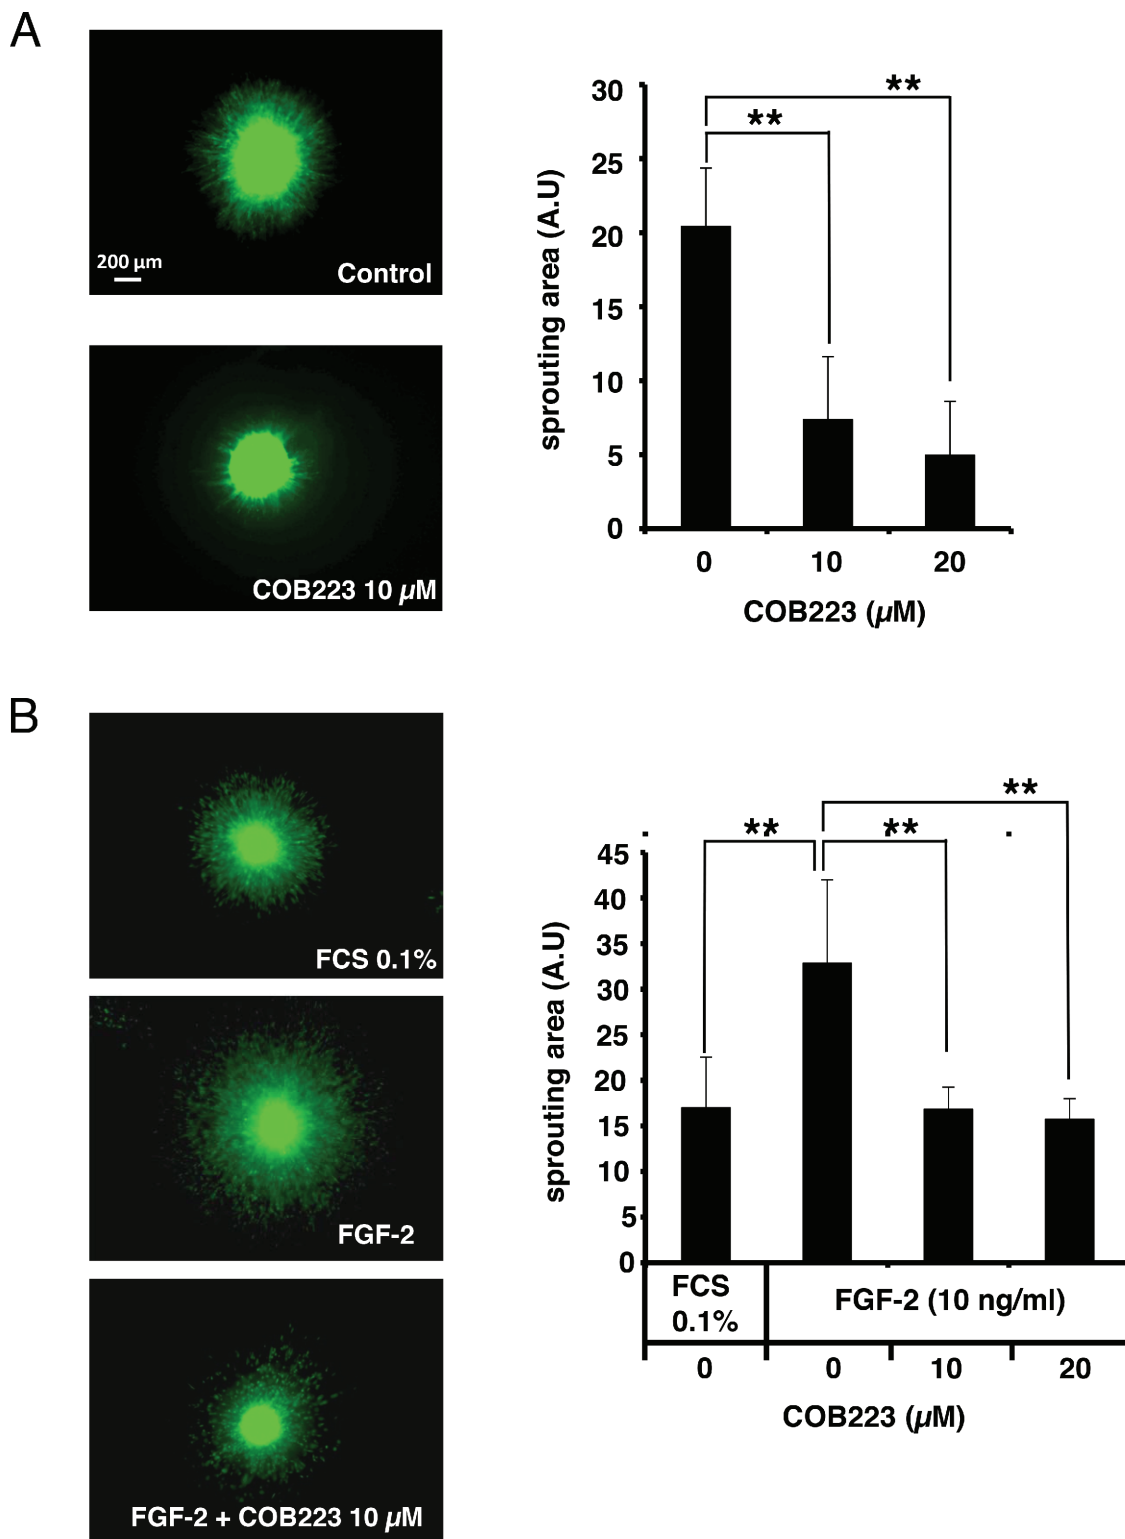 A
200 µm
Control
COB223 10 µM
**
**
30
25
20
15
10
5
0
sprouting area (A.U)
0 10 20
COB223 (µM)
B
FCS 0.1%
FGF-2
FGF-2 + COB223 10 µM
**
** **
45
40
35
30
25
20
15
10
5
0
sprouting area (A.U)
FCS
0.1%
FGF-2 (10 ng/ml)
0 0 10 20
COB223 (µM)